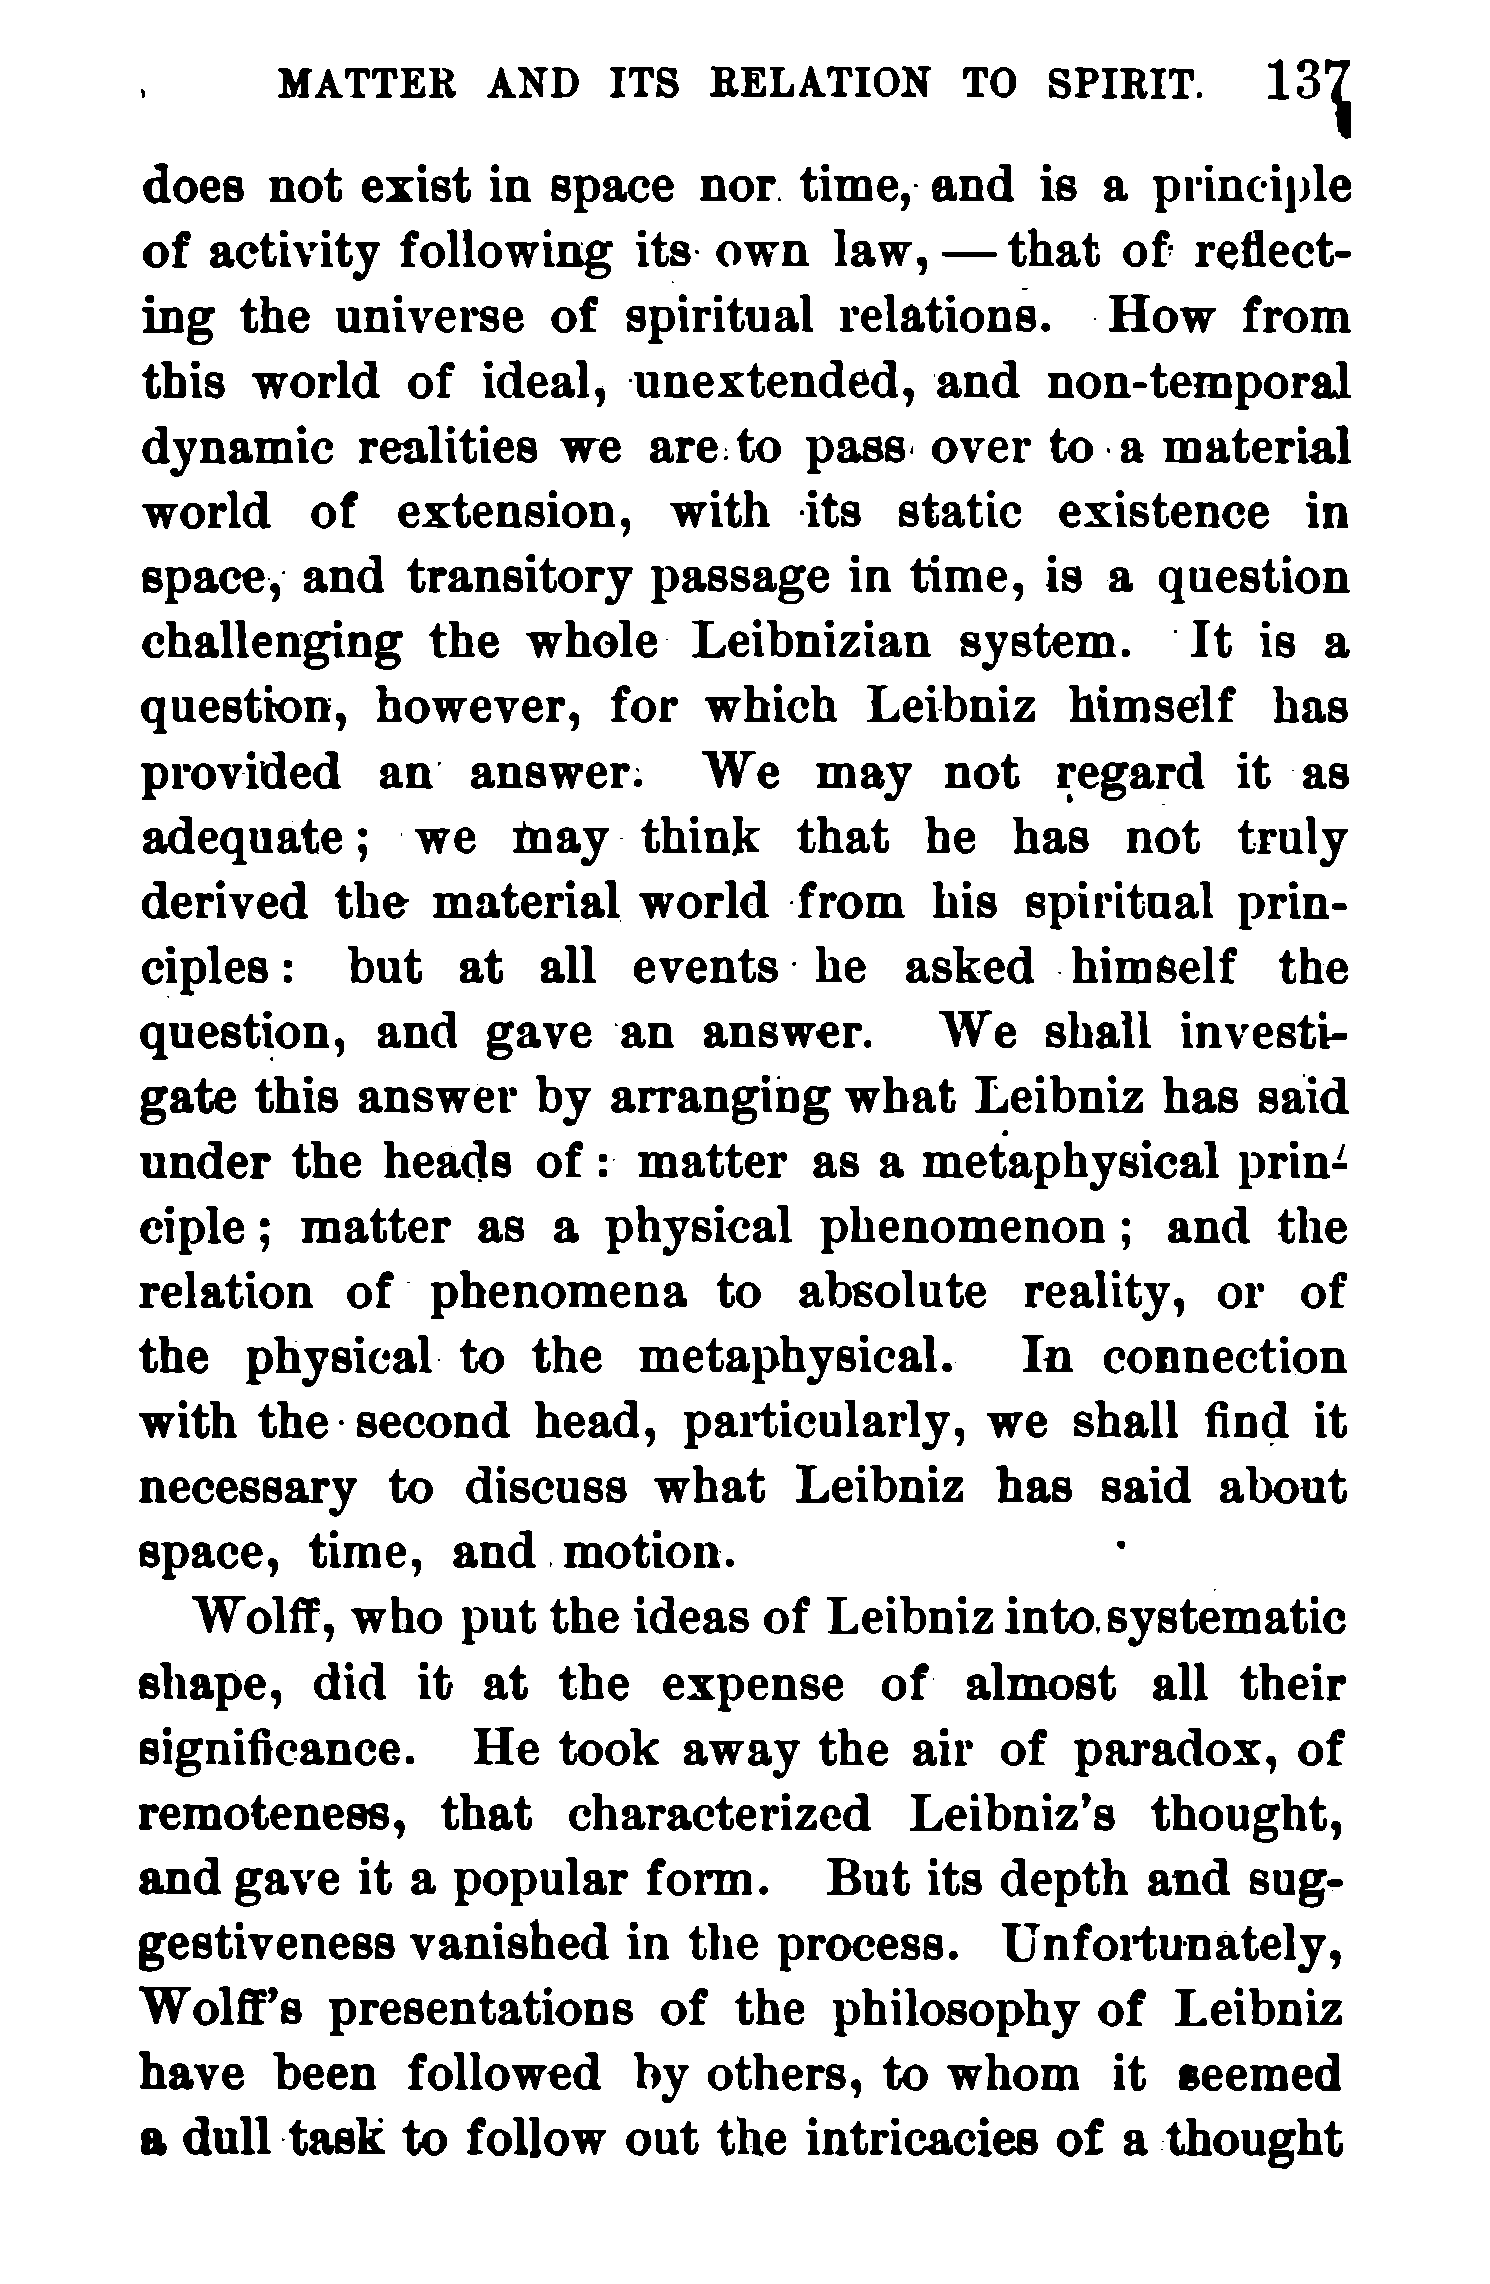 MATTER AND ITS RELATION TO SPIRIT. 137
does not exist in space nor time, and is a principle
of activity following its own law, — that of reflect-
ing the universe of spiritual relations. How from
this world of ideal, unextended, and non-temporal
dynamic realities we are to pass over to a material
world of extension, with its static existence in
space, and transitory passage in time, is a question
challenging the whole Leibnizian system. It is a
question, however, for which Leibniz himself has
provided an answer. We may not regard it as
adequate; we may think that he has not truly
derived the material world from his spiritual prin-
ciples: but at all events he asked himself the
question, and gave an answer. We shall investi-
gate this answer by arranging what Leibniz has said
under the heads of: matter as a metaphysical prin-
ciple; matter as a physical phenomenon; and the
relation of phenomena to absolute reality, or of
the physical to the metaphysical. In connection
with the second head, particularly, we shall find it
necessary to discuss what Leibniz has said about
space, time, and motion.
Wolff, who put the ideas of Leibniz into systematic
shape, did it at the expense of almost all their
significance. He took away the air of paradox, of
remoteness, that characterized Leibniz's thought,
and gave it a popular form. But its depth and sug-
gestiveness vanished in the process. Unfortunately,
Wolff's presentations of the philosophy of Leibniz
have been followed by others, to whom it seemed
a dull task to follow out the intricacies of a thought